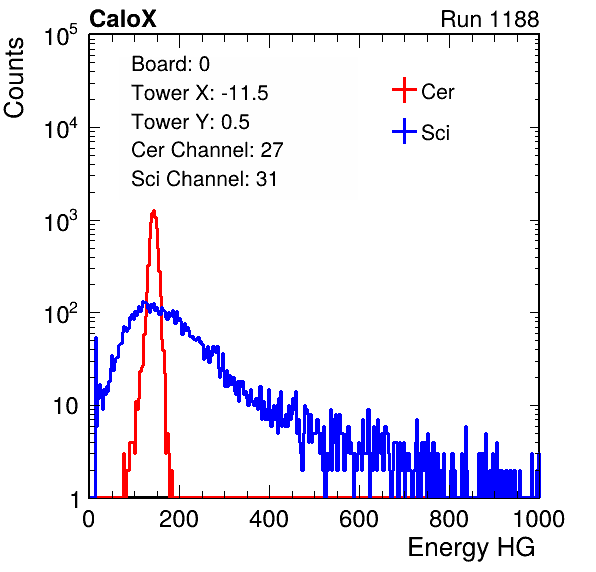 CaloX Run 1188
Counts
10^5
10^4
10^3
10^2
10
1
Board: 0
Tower X: -11.5
Tower Y: 0.5
Cer Channel: 27
Sci Channel: 31
Cer
Sci
0 200 400 600 800 1000
Energy HG